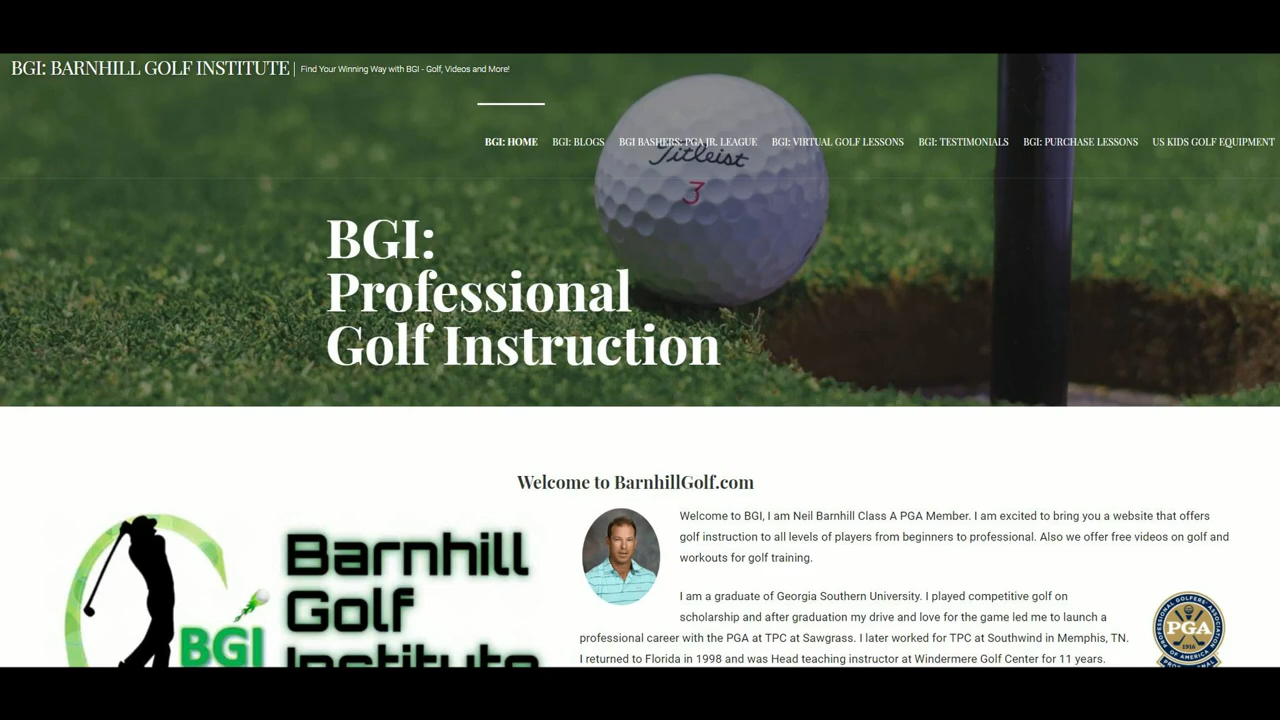 BGI: BARNHILL GOLF INSTITUTE
Find Your Winning Way with BGI - Golf, Videos and More!
BGI: HOME
BGI: BLOGS
BGI BASHERS: PGA JR. LEAGUE
BGI: VIRTUAL GOLF LESSONS
BGI: TESTIMONIALS
BGI: PURCHASE LESSONS
US KIDS GOLF EQUIPMENT
Titleist
3
BGI:
Professional
Golf Instruction
Welcome to BarnhillGolf.com
BGI
Barnhill
Golf
Institute
Welcome to BGI, I am Neil Barnhill Class A PGA Member. I am excited to bring you a website that offers
golf instruction to all levels of players from beginners to professional. Also we offer free videos on golf and
workouts for golf training.
I am a graduate of Georgia Southern University. I played competitive golf on
scholarship and after graduation my drive and love for the game led me to launch a
professional career with the PGA at TPC at Sawgrass. I later worked for TPC at Southwind in Memphis, TN.
I returned to Florida in 1998 and was Head teaching instructor at Windermere Golf Center for 11 years.
PROFESSIONAL GOLFERS' ASSOCIATION
PGA
1916
OF AMERICA